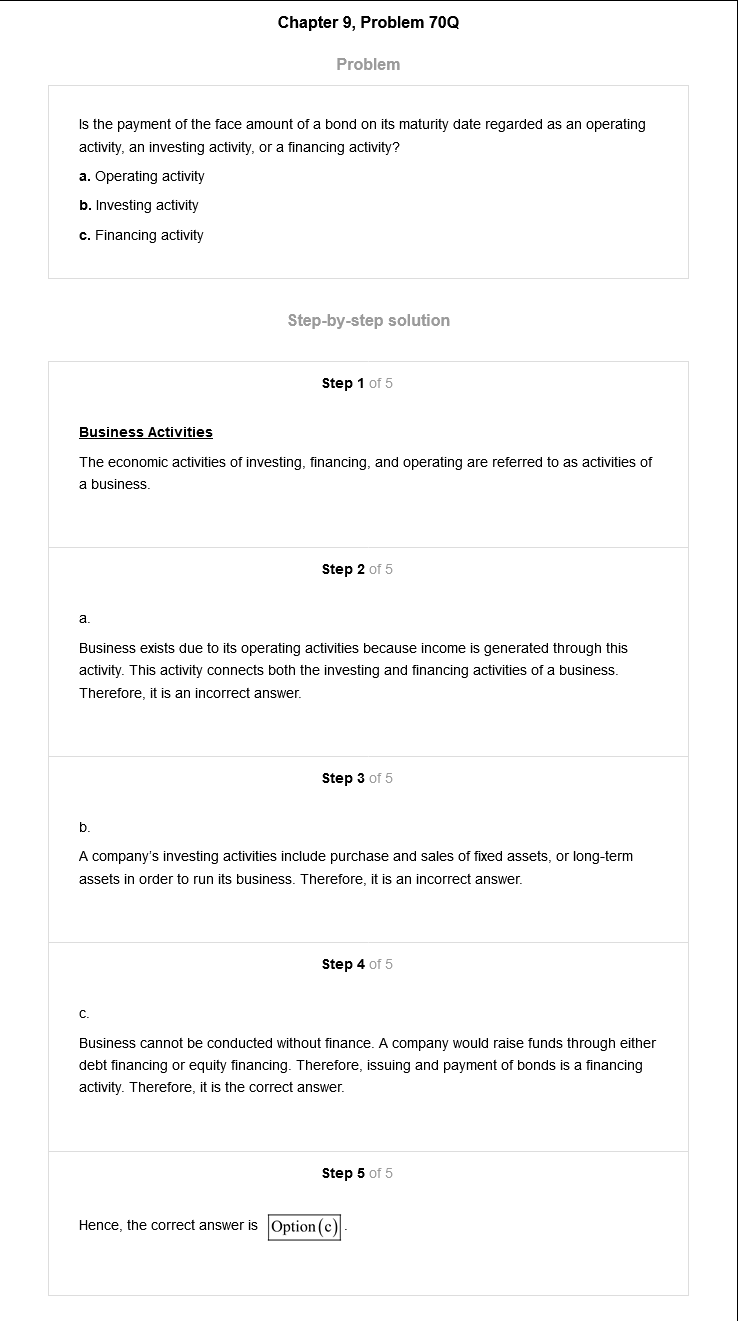 Chapter 9, Problem 70Q
Problem
Is the payment of the face amount of a bond on its maturity date regarded as an operating
activity, an investing activity, or a financing activity?
a. Operating activity
b. Investing activity
c. Financing activity
Step-by-step solution
Step 1 of 5
Business Activities
The economic activities of investing, financing, and operating are referred to as activities of
a business.
Step 2 of 5
a.
Business exists due to its operating activities because income is generated through this
activity. This activity connects both the investing and financing activities of a business.
Therefore, it is an incorrect answer.
Step 3 of 5
b.
A company's investing activities include purchase and sales of fixed assets, or long-term
assets in order to run its business. Therefore, it is an incorrect answer.
Step 4 of 5
c.
Business cannot be conducted without finance. A company would raise funds through either
debt financing or equity financing. Therefore, issuing and payment of bonds is a financing
activity. Therefore, it is the correct answer.
Step 5 of 5
Hence, the correct answer is Option(c).